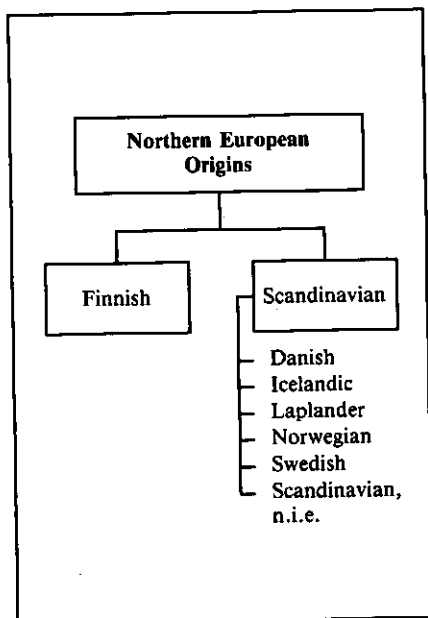 Northern European
Origins
Finnish
Scandinavian
Danish
Icelandic
Laplander
Norwegian
Swedish
Scandinavian,
n.i.e.